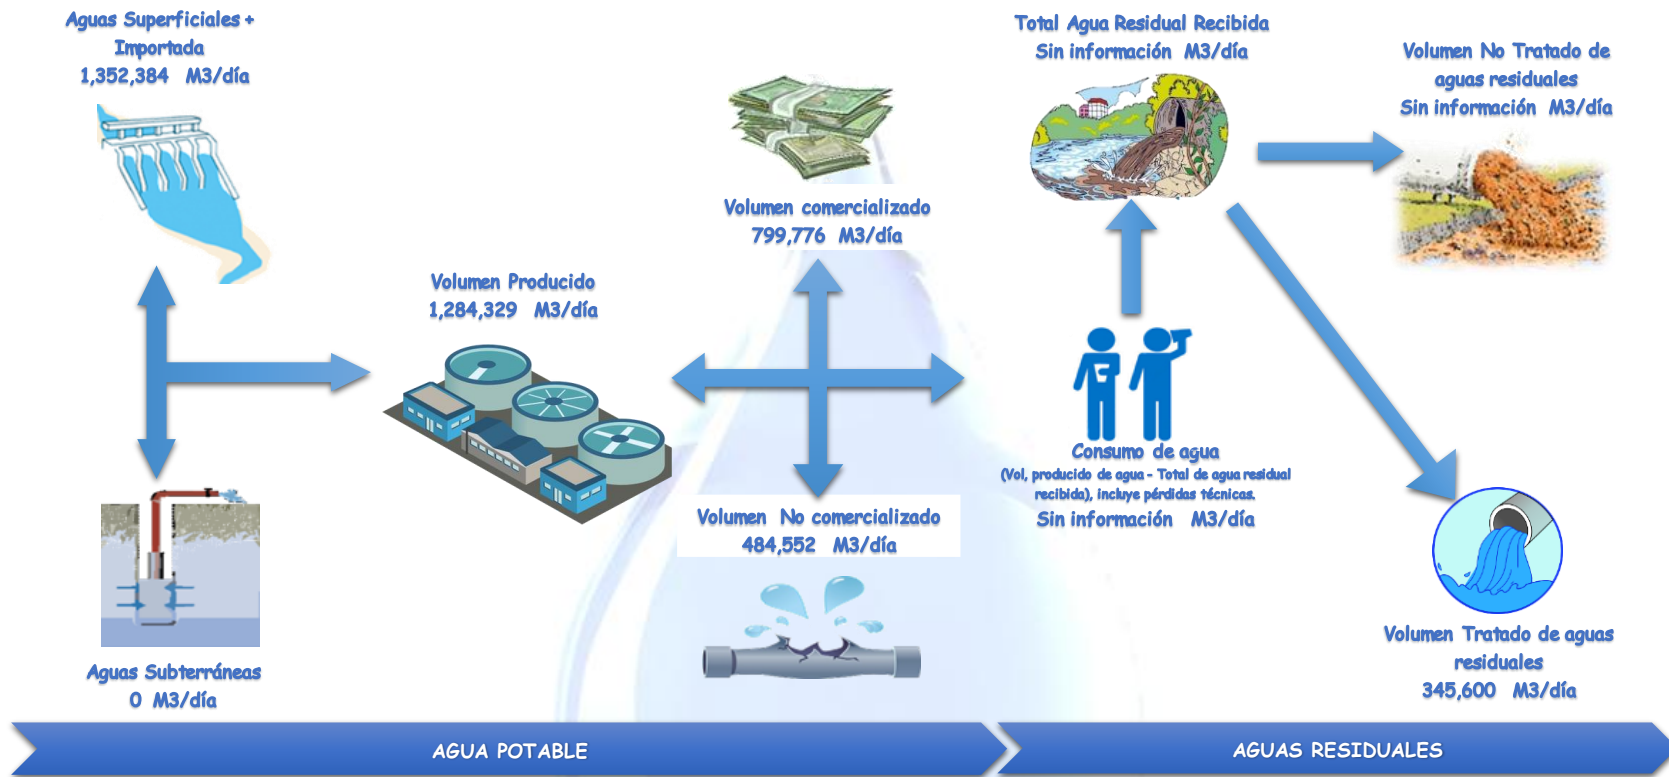 Aguas Superficiales +
Importada
1,352,384 M3/día
Aguas Subterráneas
0 M3/día
Volumen Producido
1,284,329 M3/día
Volumen comercializado
799,776 M3/día
Volumen No comercializado
484,552 M3/día
Total Agua Residual Recibida
Sin información M3/día
Consumo de agua
(Vol, producido de agua - Total de agua residual
recibida), incluye pérdidas técnicas.
Sin información M3/día
Volumen No Tratado de
aguas residuales
Sin información M3/día
Volumen Tratado de aguas
residuales
345,600 M3/día
AGUA POTABLE
AGUAS RESIDUALES